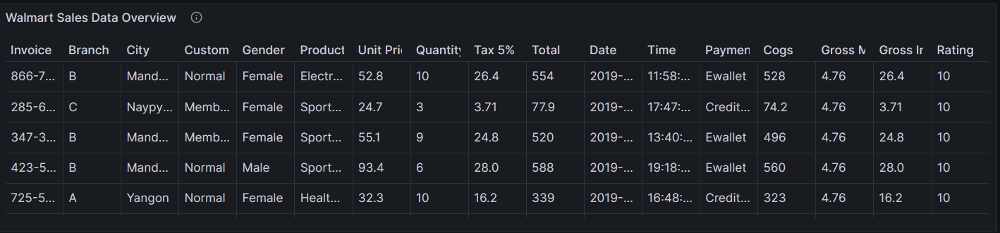 Walmart Sales Data Overview
Invoice Branch City Custom Gender Product Unit Pri Quantity Tax 5% Total Date Time Paymen Cogs Gross M Gross In Rating
866-7... B Mand... Normal Female Electr... 52.8 10 26.4 554 2019-... 11:58:... Ewallet 528 4.76 26.4 10
285-6... C Naypy... Memb... Female Sport... 24.7 3 3.71 77.9 2019-... 17:47:... Credit... 74.2 4.76 3.71 10
347-3... B Mand... Memb... Female Sport... 55.1 9 24.8 520 2019-... 13:40:... Ewallet 496 4.76 24.8 10
423-5... B Mand... Normal Male Sport... 93.4 6 28.0 588 2019-... 19:18:... Ewallet 560 4.76 28.0 10
725-5... A Yangon Normal Female Healt... 32.3 10 16.2 339 2019-... 16:48:... Credit... 323 4.76 16.2 10